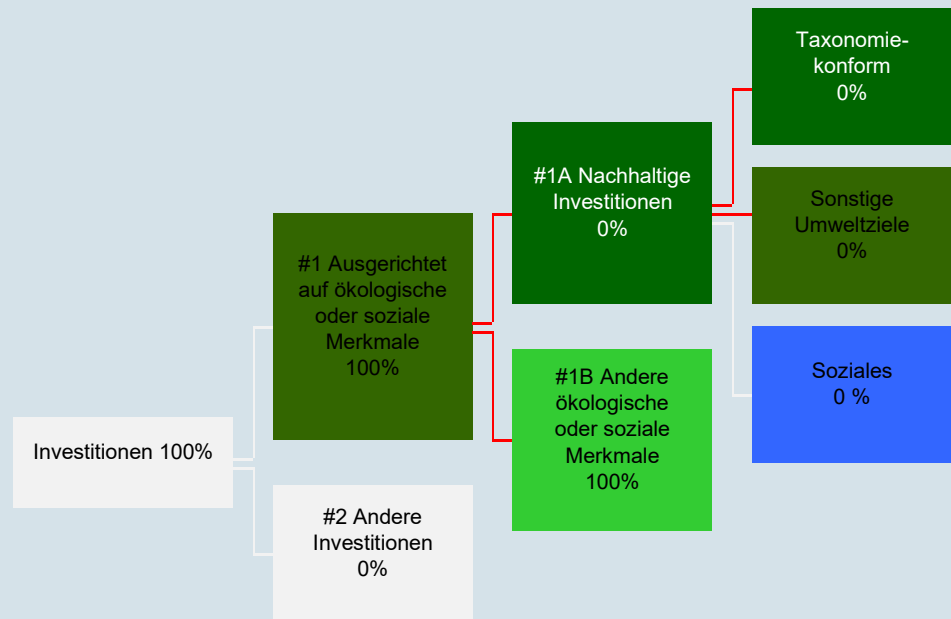 Investitionen 100%
#1 Ausgerichtet
auf ökologische
oder soziale
Merkmale
100%
#2 Andere
Investitionen
0%
#1A Nachhaltige
Investitionen
0%
#1B Andere
ökologische
oder soziale
Merkmale
100%
Taxonomie-
konform
0%
Sonstige
Umweltziele
0%
Soziales
0 %